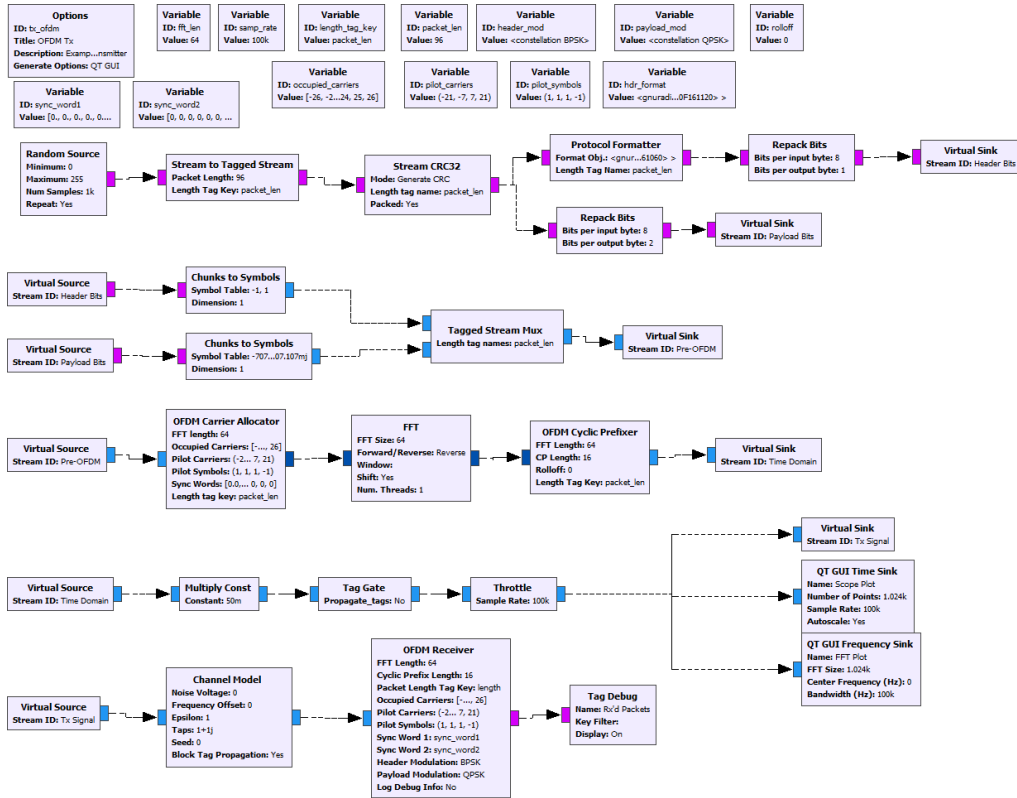 Options
ID: tx_ofdm
Title: OFDM Tx
Description: Examp...nsmitter
Generate Options: QT GUI
Variable
ID: fft_len
Value: 64
Variable
ID: samp_rate
Value: 100k
Variable
ID: length_tag_key
Value: packet_len
Variable
ID: packet_len
Value: 96
Variable
ID: header_mod
Value: <constellation BPSK>
Variable
ID: payload_mod
Value: <constellation QPSK>
Variable
ID: rolloff
Value: 0
Variable
ID: occupied_carriers
Value: [-26, -2...24, 25, 26]
Variable
ID: pilot_carriers
Value: (-21, -7, 7, 21)
Variable
ID: pilot_symbols
Value: (1, 1, 1, -1)
Variable
ID: hdr_format
Value: <gnuradi...0F161120> >
Variable
ID: sync_word1
Value: [0., 0., 0., 0., 0....
Variable
ID: sync_word2
Value: [0, 0, 0, 0, 0, 0, ...
Random Source
Minimum: 0
Maximum: 255
Num Samples: 1k
Repeat: Yes
Stream to Tagged Stream
Packet Length: 96
Length Tag Key: packet_len
Stream CRC32
Mode: Generate CRC
Length tag name: packet_len
Packed: Yes
Protocol Formatter
Format Obj.: <gnur...61060> >
Length Tag Name: packet_len
Repack Bits
Bits per input byte: 8
Bits per output byte: 1
Virtual Sink
Stream ID: Header Bits
Repack Bits
Bits per input byte: 8
Bits per output byte: 2
Virtual Sink
Stream ID: Payload Bits
Virtual Source
Stream ID: Header Bits
Chunks to Symbols
Symbol Table: -1, 1
Dimension: 1
Virtual Source
Stream ID: Payload Bits
Chunks to Symbols
Symbol Table: -707...07.107mj
Dimension: 1
Tagged Stream Mux
Length tag names: packet_len
Virtual Sink
Stream ID: Pre-OFDM
Virtual Source
Stream ID: Pre-OFDM
OFDM Carrier Allocator
FFT length: 64
Occupied Carriers: [-..., 26]
Pilot Carriers: (-2... 7, 21)
Pilot Symbols: (1, 1, 1, -1)
Sync Words: [0.0,... 0, 0, 0]
Length tag key: packet_len
FFT
FFT Size: 64
Forward/Reverse: Reverse
Window:
Shift: Yes
Num. Threads: 1
OFDM Cyclic Prefixer
FFT Length: 64
CP Length: 16
Rolloff: 0
Length Tag Key: packet_len
Virtual Sink
Stream ID: Time Domain
Virtual Source
Stream ID: Time Domain
Multiply Const
Constant: 50m
Tag Gate
Propagate_tags: No
Throttle
Sample Rate: 100k
Virtual Sink
Stream ID: Tx Signal
QT GUI Time Sink
Name: Scope Plot
Number of Points: 1.024k
Sample Rate: 100k
Autoscale: Yes
QT GUI Frequency Sink
Name: FFT Plot
FFT Size: 1.024k
Center Frequency (Hz): 0
Bandwidth (Hz): 100k
Virtual Source
Stream ID: Tx Signal
Channel Model
Noise Voltage: 0
Frequency Offset: 0
Epsilon: 1
Taps: 1+1j
Seed: 0
Block Tag Propagation: Yes
OFDM Receiver
FFT Length: 64
Cyclic Prefix Length: 16
Packet Length Tag Key: length
Occupied Carriers: [-..., 26]
Pilot Carriers: (-2... 7, 21)
Pilot Symbols: (1, 1, 1, -1)
Sync Word 1: sync_word1
Sync Word 2: sync_word2
Header Modulation: BPSK
Payload Modulation: QPSK
Log Debug Info: No
Tag Debug
Name: Rx'd Packets
Key Filter:
Display: On